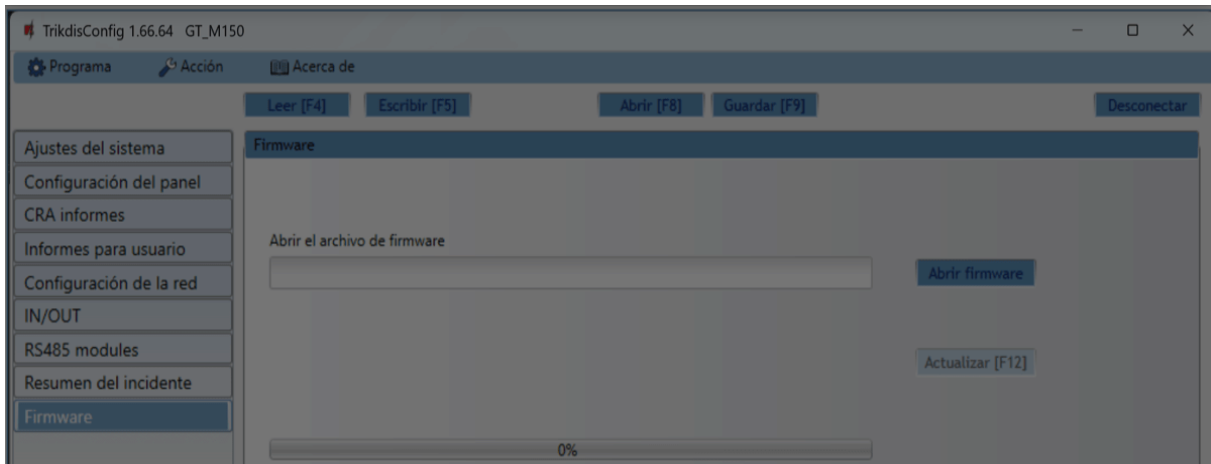 TrikdisConfig 1.66.64 GT_M150
Programa Acción Acerca de
Leer [F4] Escribir [F5] Abrir [F8] Guardar [F9] Desconectar
Ajustes del sistema
Configuración del panel
CRA informes
Informes para usuario
Configuración de la red
IN/OUT
RS485 modules
Resumen del incidente
Firmware
Firmware
Abrir el archivo de firmware
Abrir firmware
Actualizar [F12]
0%